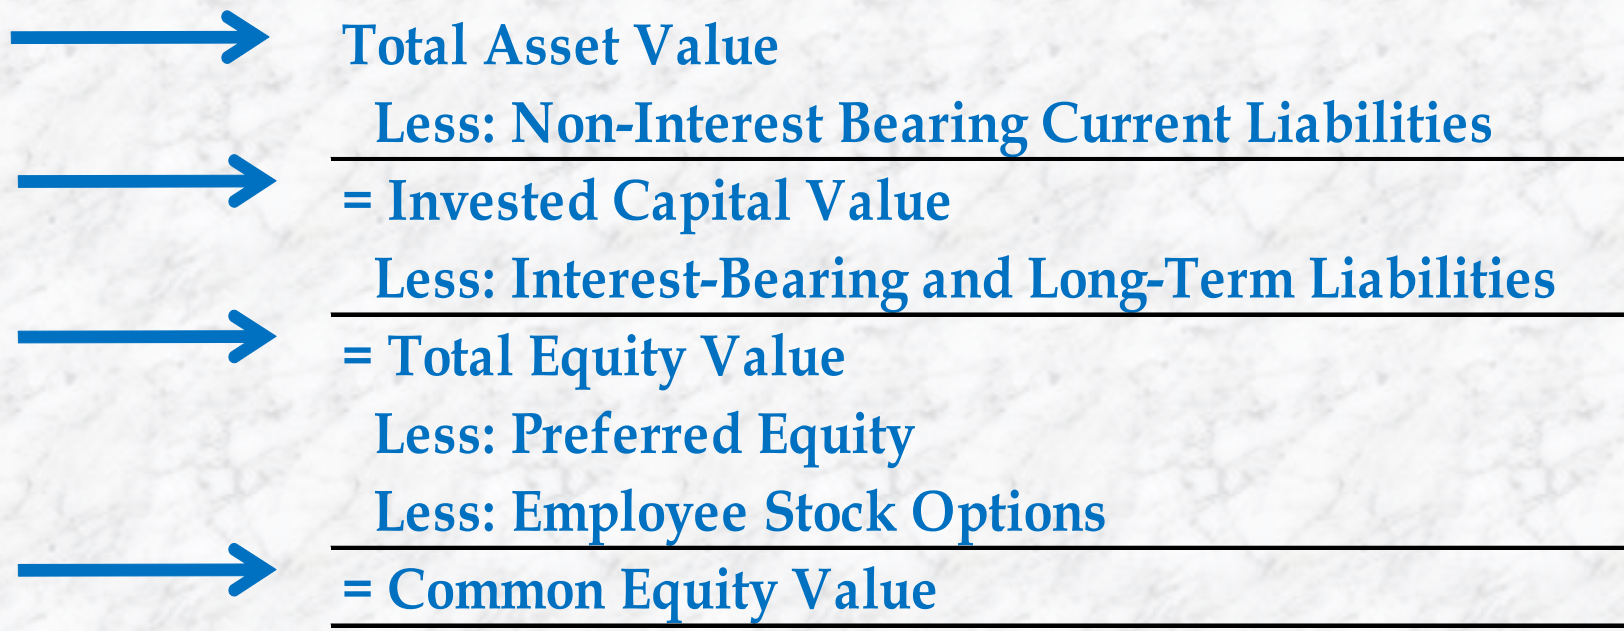 Total Asset Value
Less: Non-Interest Bearing Current Liabilities
= Invested Capital Value
Less: Interest-Bearing and Long-Term Liabilities
= Total Equity Value
Less: Preferred Equity
Less: Employee Stock Options
= Common Equity Value